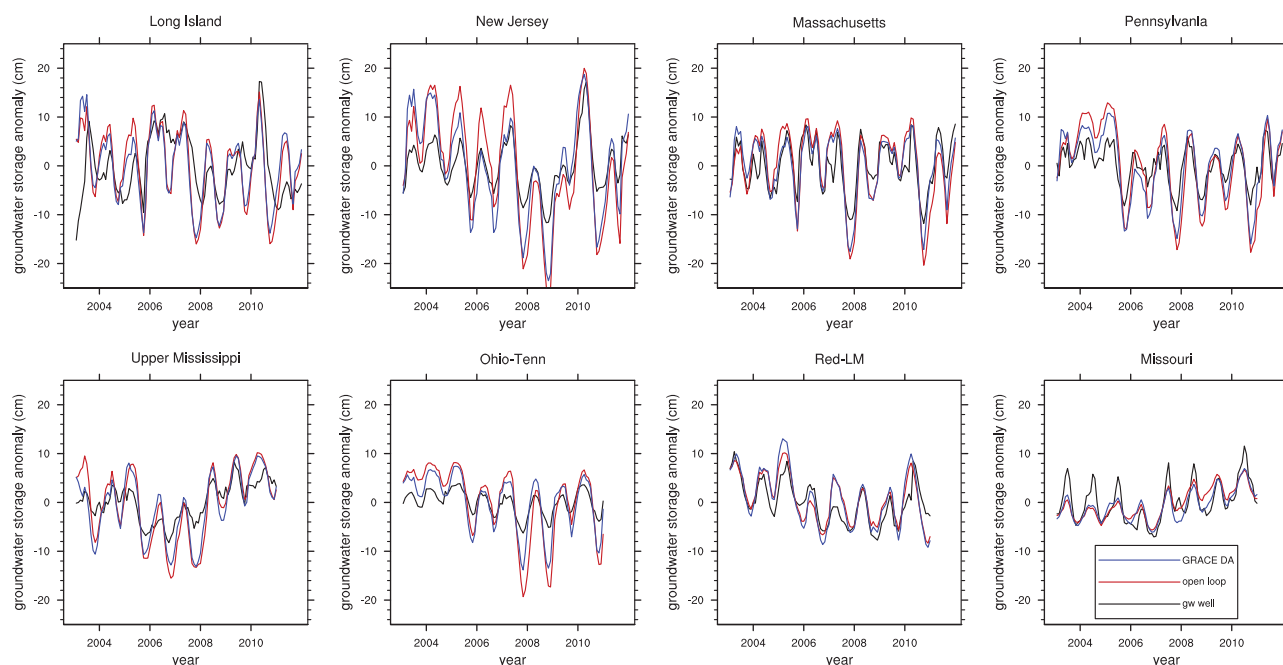 Long Island
New Jersey
Massachusetts
Pennsylvania
groundwater storage anomaly (cm)
20
10
0
-10
-20
2004 2006 2008 2010
year
groundwater storage anomaly (cm)
20
10
0
-10
-20
2004 2006 2008 2010
year
groundwater storage anomaly (cm)
20
10
0
-10
-20
2004 2006 2008 2010
year
groundwater storage anomaly (cm)
20
10
0
-10
-20
2004 2006 2008 2010
year
Upper Mississippi
Ohio-Tenn
Red-LM
Missouri
groundwater storage anomaly (cm)
20
10
0
-10
-20
2004 2006 2008 2010
year
groundwater storage anomaly (cm)
20
10
0
-10
-20
2004 2006 2008 2010
year
groundwater storage anomaly (cm)
20
10
0
-10
-20
2004 2006 2008 2010
year
groundwater storage anomaly (cm)
20
10
0
-10
-20
2004 2006 2008 2010
year
GRACE DA
open loop
gw well